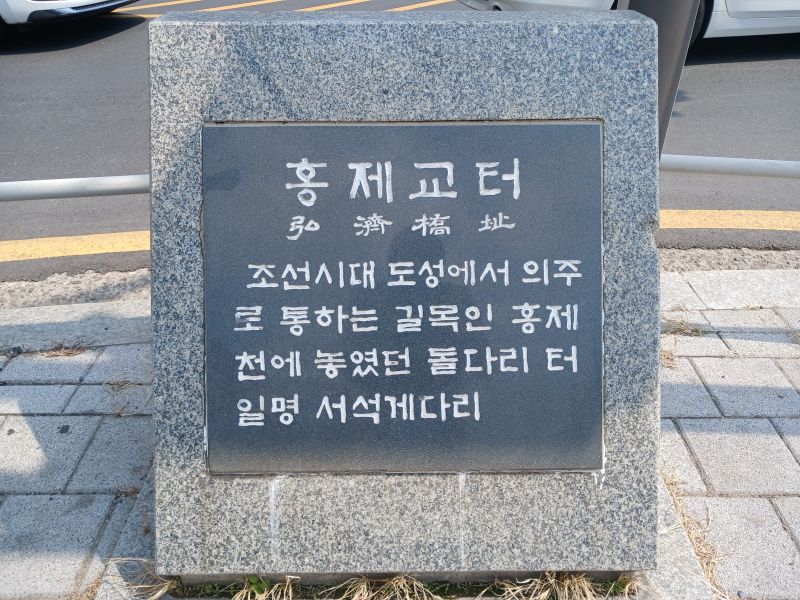 홍제교터
弘濟橋址
조선시대 도성에서 의주
로 통하는 길목인 홍제
천에 놓였던 돌다리 터
일명 서석게다리